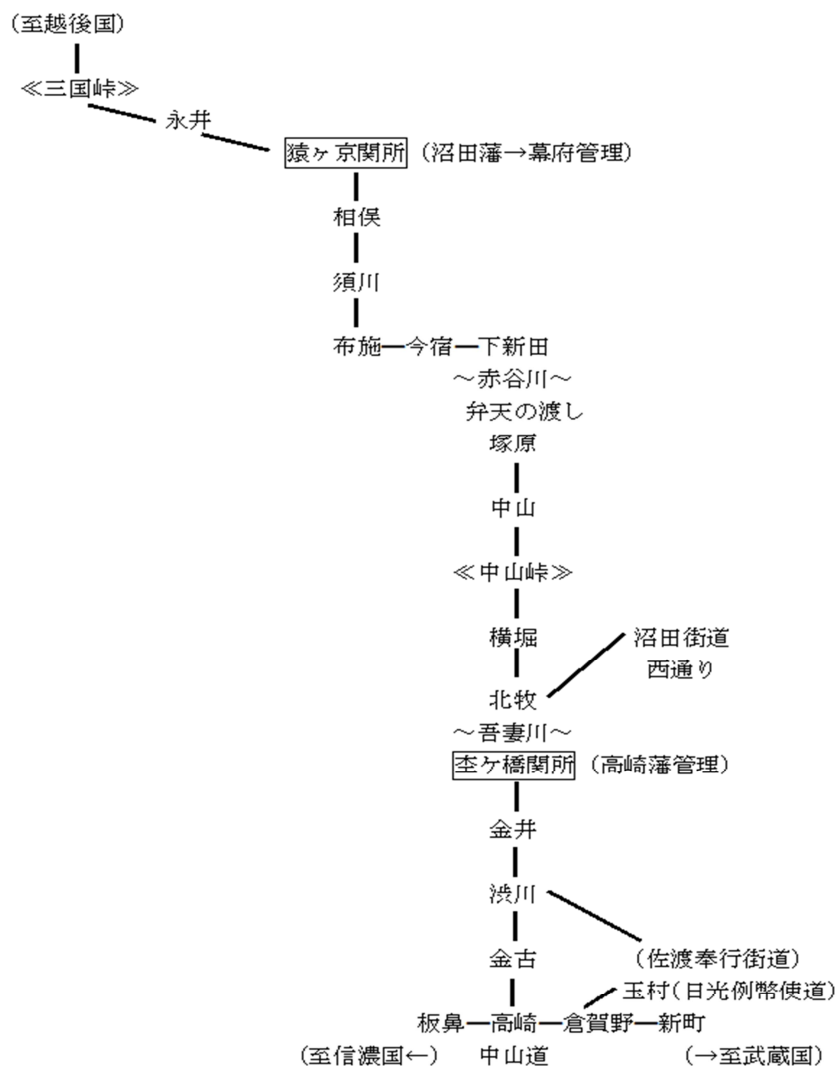 (至越後国)
≪三国峠≫
永井
猿ヶ京関所 (沼田藩→幕府管理)
相俣
須川
布施 今宿 下新田
～赤谷川～
弁天の渡し
塚原
中山
≪中山峠≫
横堀 沼田街道
西通り
北牧
～吾妻川～
杢ケ橋関所 (高崎藩管理)
金井
渋川
金古 (佐渡奉行街道)
玉村(日光例幣使道)
板鼻 高崎 倉賀野 新町
(至信濃国←) 中山道 (→至武蔵国)